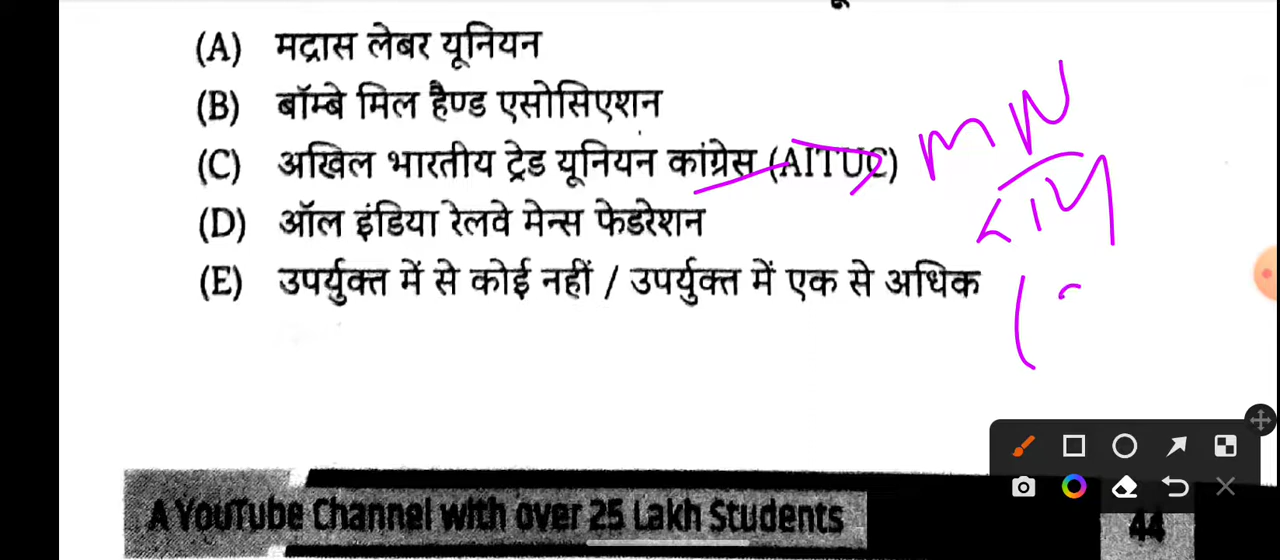 (A) मद्रास लेबर यूनियन
(B) बॉम्बे मिल हैण्ड एसोसिएशन
(C) अखिल भारतीय ट्रेड यूनियन कांग्रेस (AITUC)
(D) ऑल इंडिया रेलवे मेन्स फेडरेशन
(E) उपर्युक्त में से कोई नहीं / उपर्युक्त में एक से अधिक
A YouTube Channel with over 25 Lakh Students
44